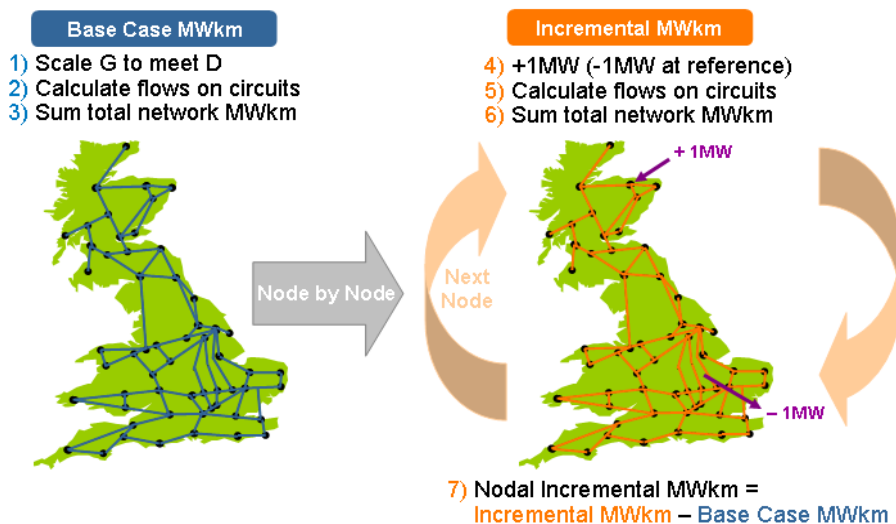 Base Case MWkm
1) Scale G to meet D
2) Calculate flows on circuits
3) Sum total network MWkm
Node by Node
Incremental MWkm
4) +1MW (-1MW at reference)
5) Calculate flows on circuits
6) Sum total network MWkm
+ 1MW
Next
Node
– 1MW
7) Nodal Incremental MWkm =
Incremental MWkm – Base Case MWkm